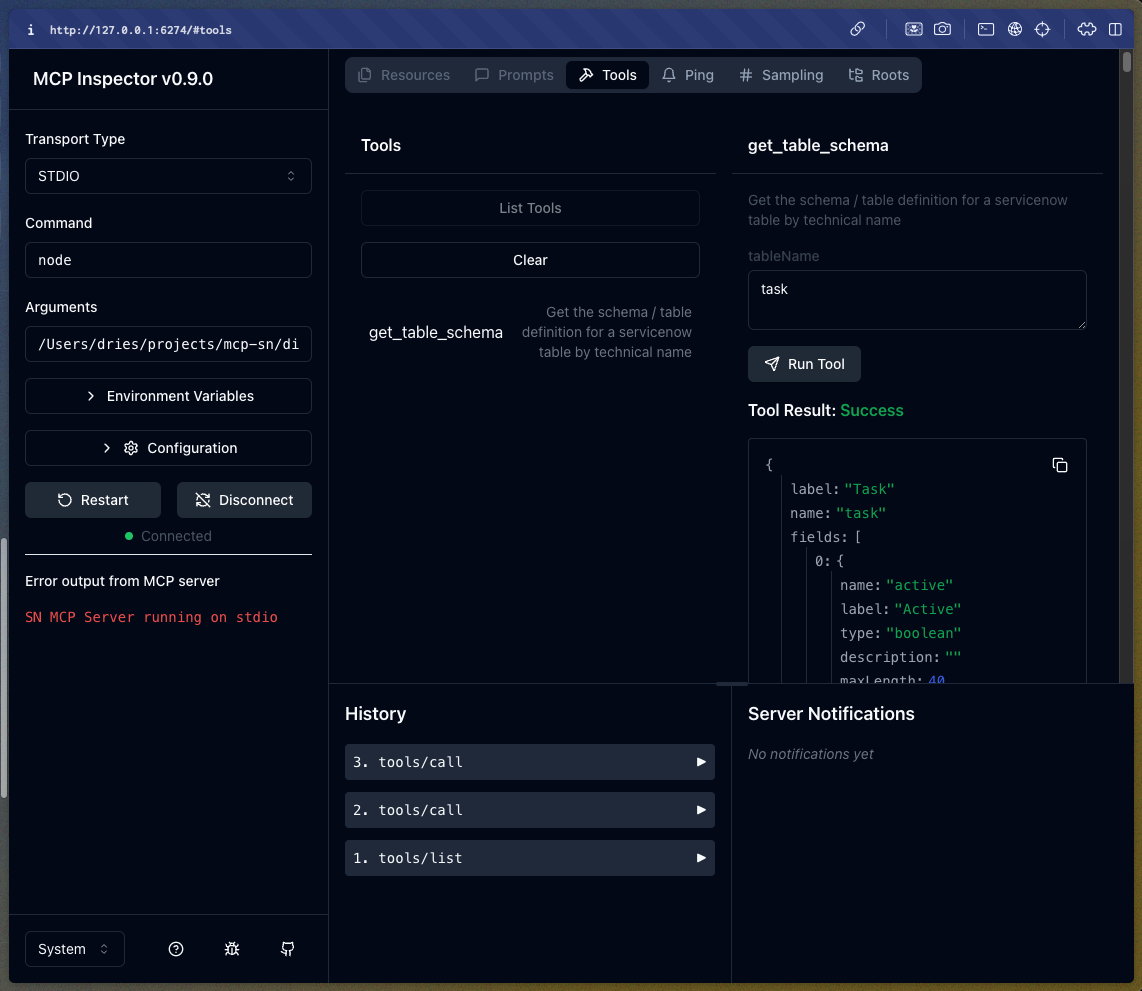 http://127.0.0.1:6274/#tools
MCP Inspector v0.9.0
Transport Type
STDIO
Command
node
Arguments
/Users/dries/projects/mcp-sn/di
Environment Variables
Configuration
Restart
Disconnect
Connected
Error output from MCP server
SN MCP Server running on stdio
System
Resources
Prompts
Tools
Ping
Sampling
Roots
Tools
List Tools
Clear
get_table_schema
Get the schema / table
definition for a servicenow
table by technical name
get_table_schema
Get the schema / table definition for a servicenow
table by technical name
tableName
task
Run Tool
Tool Result: Success
{
label: "Task"
name: "task"
fields: [
0: {
name: "active"
label: "Active"
type: "boolean"
description: ""
maxLength: 40
History
3. tools/call
2. tools/call
1. tools/list
Server Notifications
No notifications yet